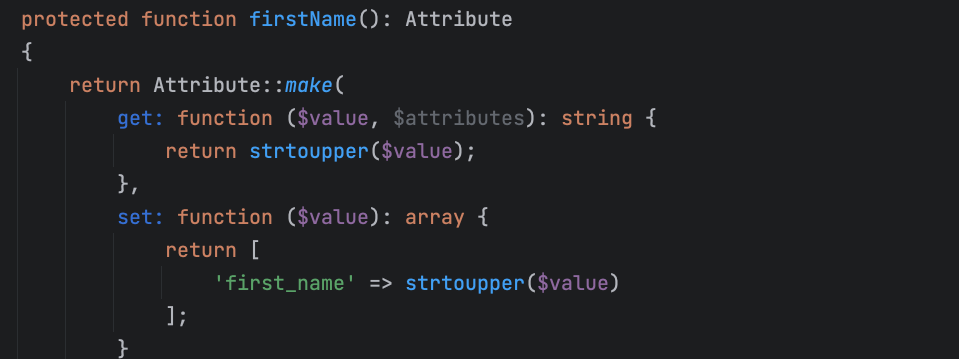 protected function firstName(): Attribute
{
    return Attribute::make(
        get: function ($value, $attributes): string {
            return strtoupper($value);
        },
        set: function ($value): array {
            return [
                'first_name' => strtoupper($value)
            ];
        }